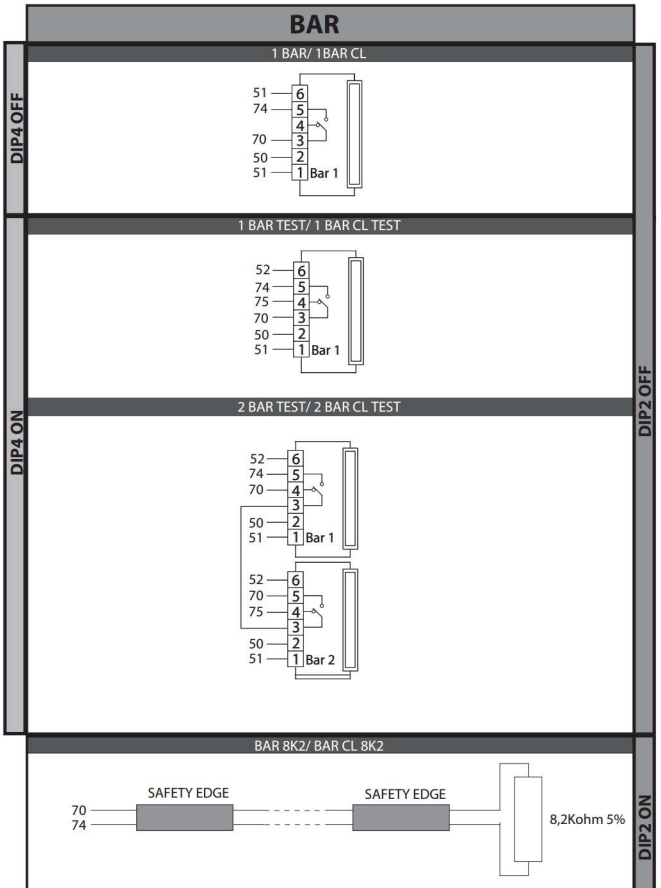 BAR
1 BAR/ 1BAR CL
DIP4 OFF
51 6
74 5
4
70 3
50 2
51 1 Bar 1
1 BAR TEST/ 1 BAR CL TEST
DIP4 ON
DIP2 OFF
52 6
74 5
75 4
70 3
50 2
51 1 Bar 1
2 BAR TEST/ 2 BAR CL TEST
52 6
74 5
70 4
3
50 2
51 1 Bar 1
52 6
70 5
75 4
3
50 2
51 1 Bar 2
BAR 8K2/ BAR CL 8K2
DIP2 ON
SAFETY EDGE SAFETY EDGE
70
74
8,2Kohm 5%